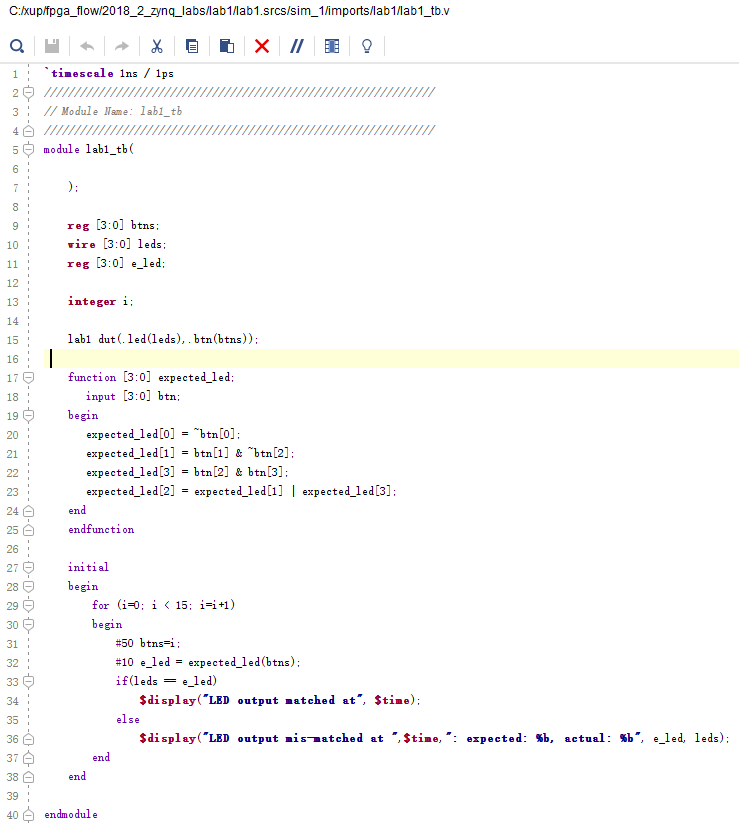 C:/xup/fpga_flow/2018_2_zynq_labs/lab1/lab1.srcs/sim_1/imports/lab1/lab1_tb.v
1 `timescale 1ns / 1ps
2 //////////////////////////////////////////////////////////////////
3 // Module Name: lab1_tb
4 //////////////////////////////////////////////////////////////////
5 module lab1_tb(
6
7 );
8
9 reg [3:0] btns;
10 wire [3:0] leds;
11 reg [3:0] e_led;
12
13 integer i;
14
15 lab1 dut(.led(leds),.btn(btns));
16
17 function [3:0] expected_led;
18 input [3:0] btn;
19 begin
20 expected_led[0] = ~btn[0];
21 expected_led[1] = btn[1] & ~btn[2];
22 expected_led[3] = btn[2] & btn[3];
23 expected_led[2] = expected_led[1] | expected_led[3];
24 end
25 endfunction
26
27 initial
28 begin
29 for (i=0; i < 15; i=i+1)
30 begin
31 #50 btns=i;
32 #10 e_led = expected_led(btns);
33 if(leds == e_led)
34 $display("LED output matched at", $time);
35 else
36 $display("LED output mis-matched at ",$time,": expected: %b, actual: %b", e_led, leds);
37 end
38 end
39
40 endmodule